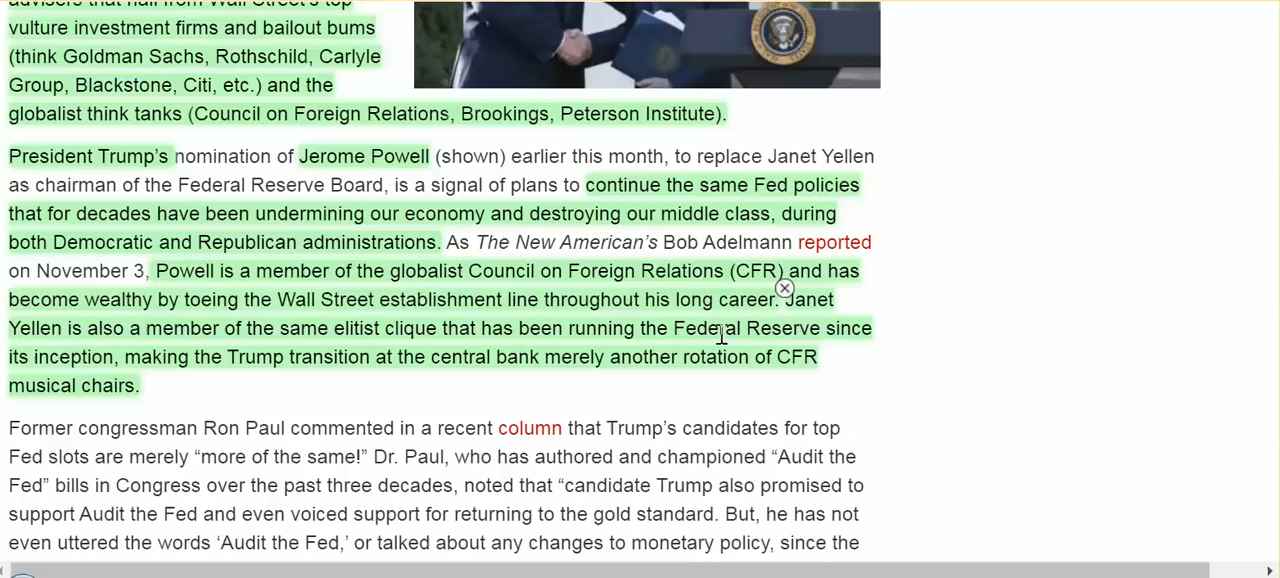 advisers that hail from Wall Street's top
vulture investment firms and bailout bums
(think Goldman Sachs, Rothschild, Carlyle
Group, Blackstone, Citi, etc.) and the
globalist think tanks (Council on Foreign Relations, Brookings, Peterson Institute).
President Trump's nomination of Jerome Powell (shown) earlier this month, to replace Janet Yellen
as chairman of the Federal Reserve Board, is a signal of plans to continue the same Fed policies
that for decades have been undermining our economy and destroying our middle class, during
both Democratic and Republican administrations. As The New American's Bob Adelmann reported
on November 3, Powell is a member of the globalist Council on Foreign Relations (CFR) and has
become wealthy by toeing the Wall Street establishment line throughout his long career. Janet
Yellen is also a member of the same elitist clique that has been running the Federal Reserve since
its inception, making the Trump transition at the central bank merely another rotation of CFR
musical chairs.
Former congressman Ron Paul commented in a recent column that Trump's candidates for top
Fed slots are merely “more of the same!” Dr. Paul, who has authored and championed “Audit the
Fed” bills in Congress over the past three decades, noted that “candidate Trump also promised to
support Audit the Fed and even voiced support for returning to the gold standard. But, he has not
even uttered the words ‘Audit the Fed,’ or talked about any changes to monetary policy, since the